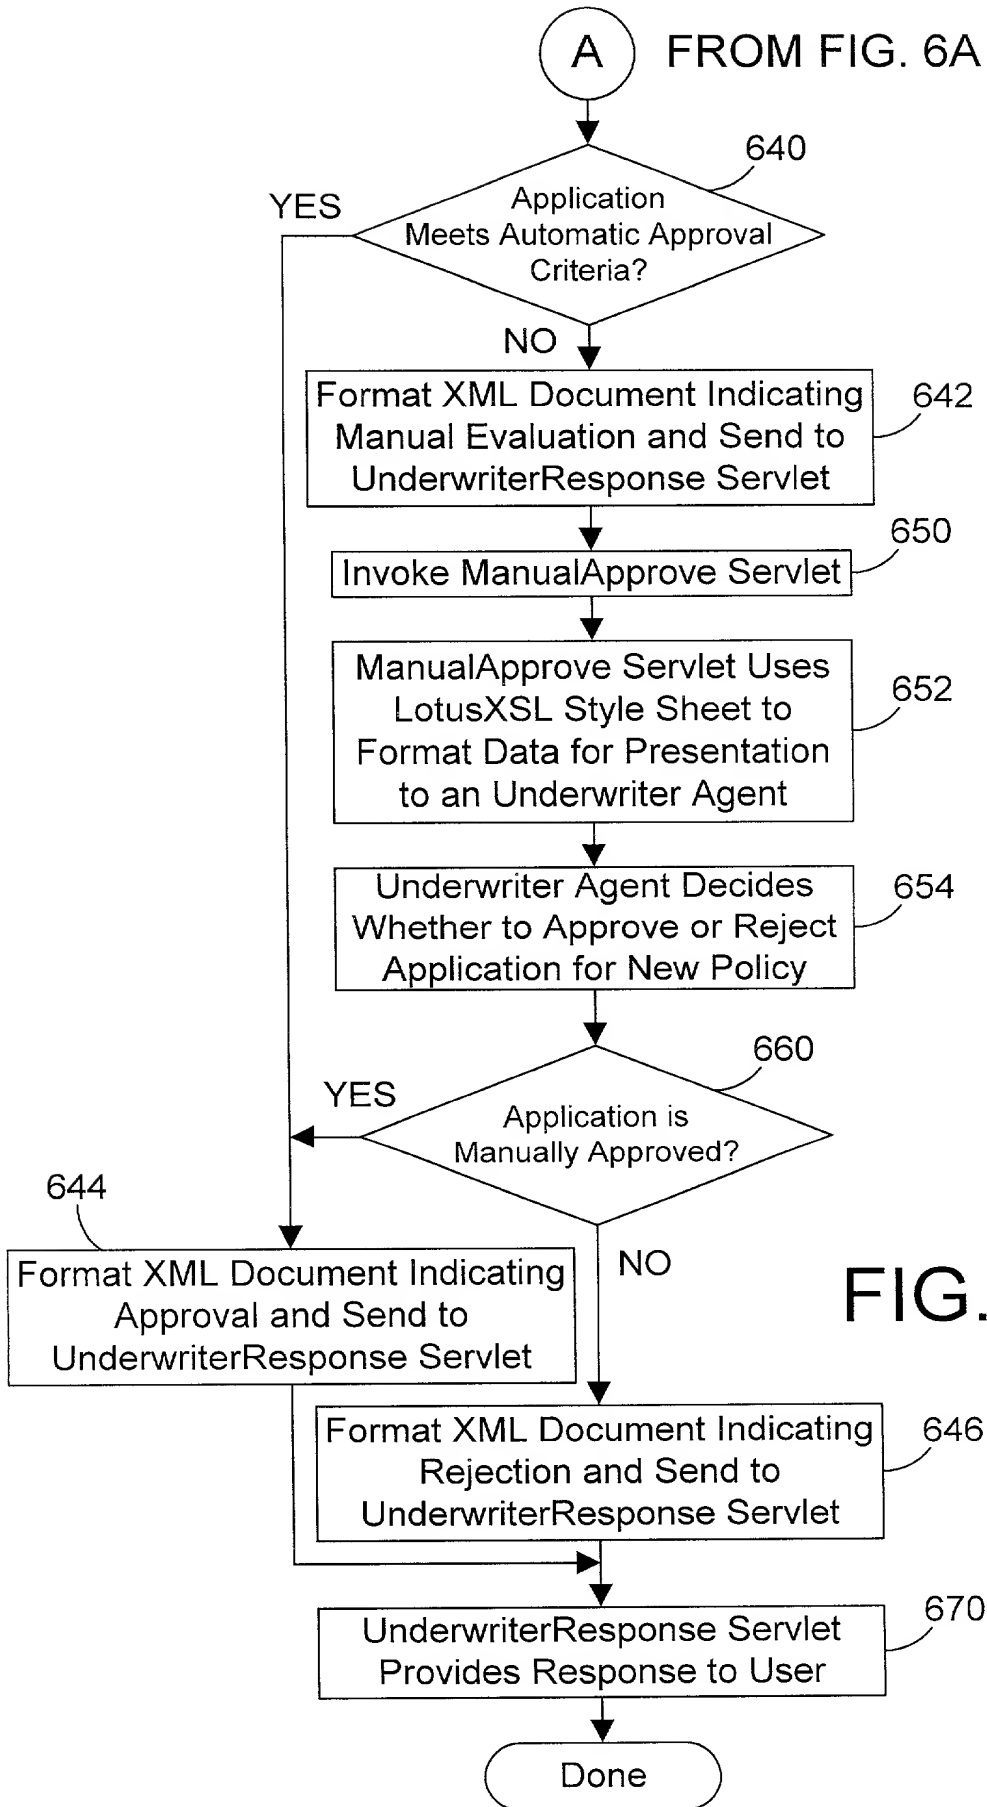 A
FROM FIG. 6A
640
YES
Application
Meets Automatic Approval
Criteria?
NO
Format XML Document Indicating
Manual Evaluation and Send to
UnderwriterResponse Servlet
642
650
Invoke ManualApprove Servlet
ManualApprove Servlet Uses
LotusXSL Style Sheet to
Format Data for Presentation
to an Underwriter Agent
652
Underwriter Agent Decides
Whether to Approve or Reject
Application for New Policy
654
660
YES
Application is
Manually Approved?
644
NO
Format XML Document Indicating
Approval and Send to
UnderwriterResponse Servlet
FIG.
Format XML Document Indicating
Rejection and Send to
UnderwriterResponse Servlet
646
UnderwriterResponse Servlet
Provides Response to User
670
Done